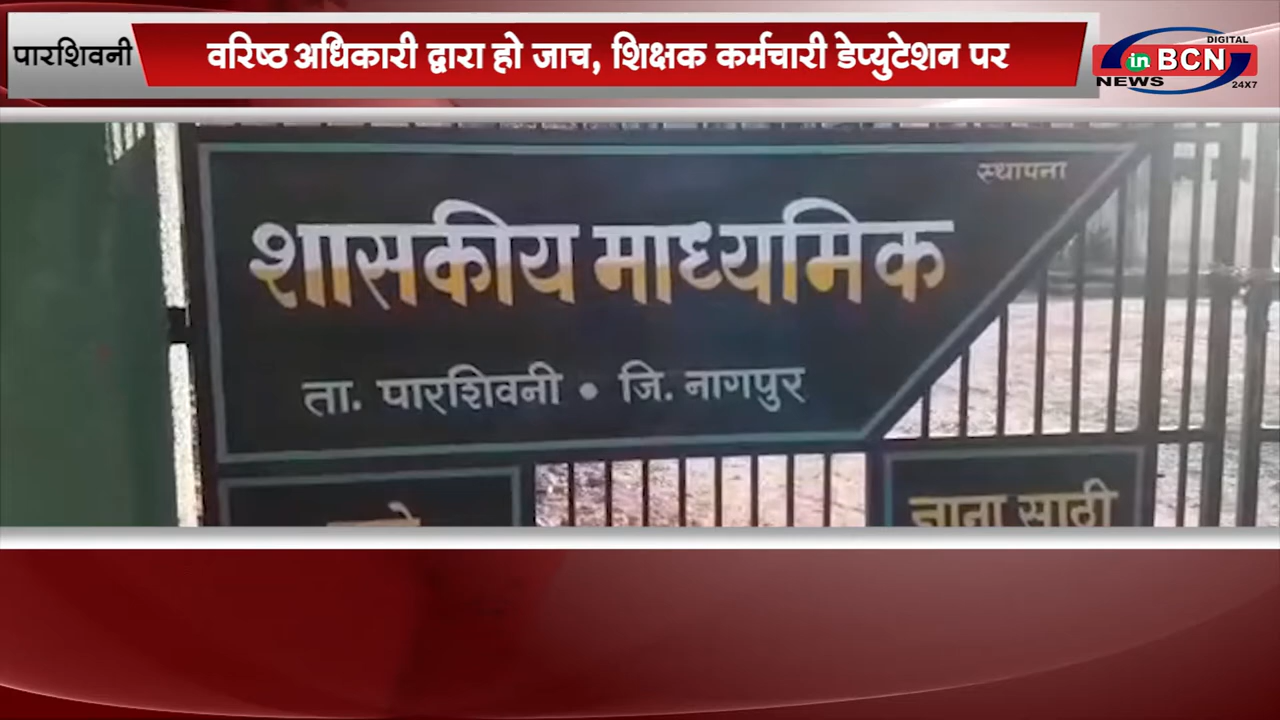 पारशिवनी
वरिष्ठ अधिकारी द्वारा हो जाच, शिक्षक कर्मचारी डेप्युटेशन पर
DIGITAL
in BCN
NEWS 24X7
स्थापना
शासकीय माध्यमिक
ता. पारशिवनी • जि. नागपुर
साठी